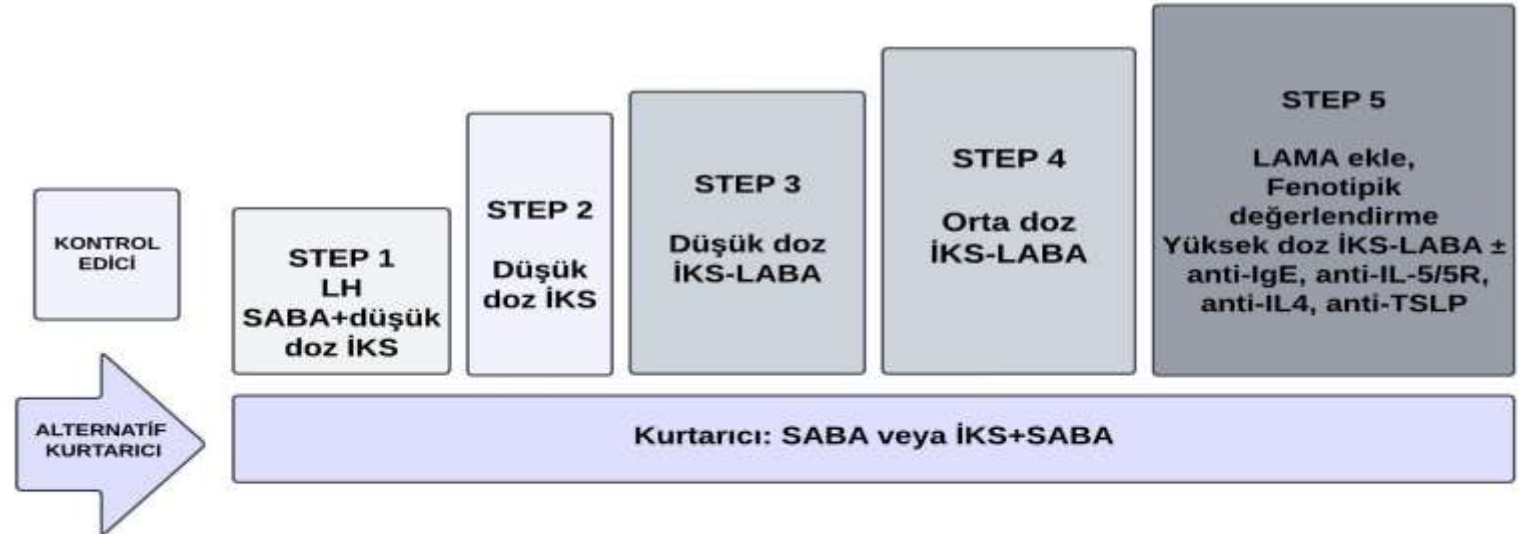 KONTROL
EDİCİ
STEP 1
LH
SABA+düşük
doz İKS
STEP 2
Düşük
doz İKS
STEP 3
Düşük doz
İKS-LABA
STEP 4
Orta doz
İKS-LABA
STEP 5
LAMA ekle,
Fenotipik
değerlendirme
Yüksek doz İKS-LABA ±
anti-IgE, anti-IL-5/5R,
anti-IL4, anti-TSLP
ALTERNATİF
KURTARICI
Kurtarıcı: SABA veya İKS+SABA